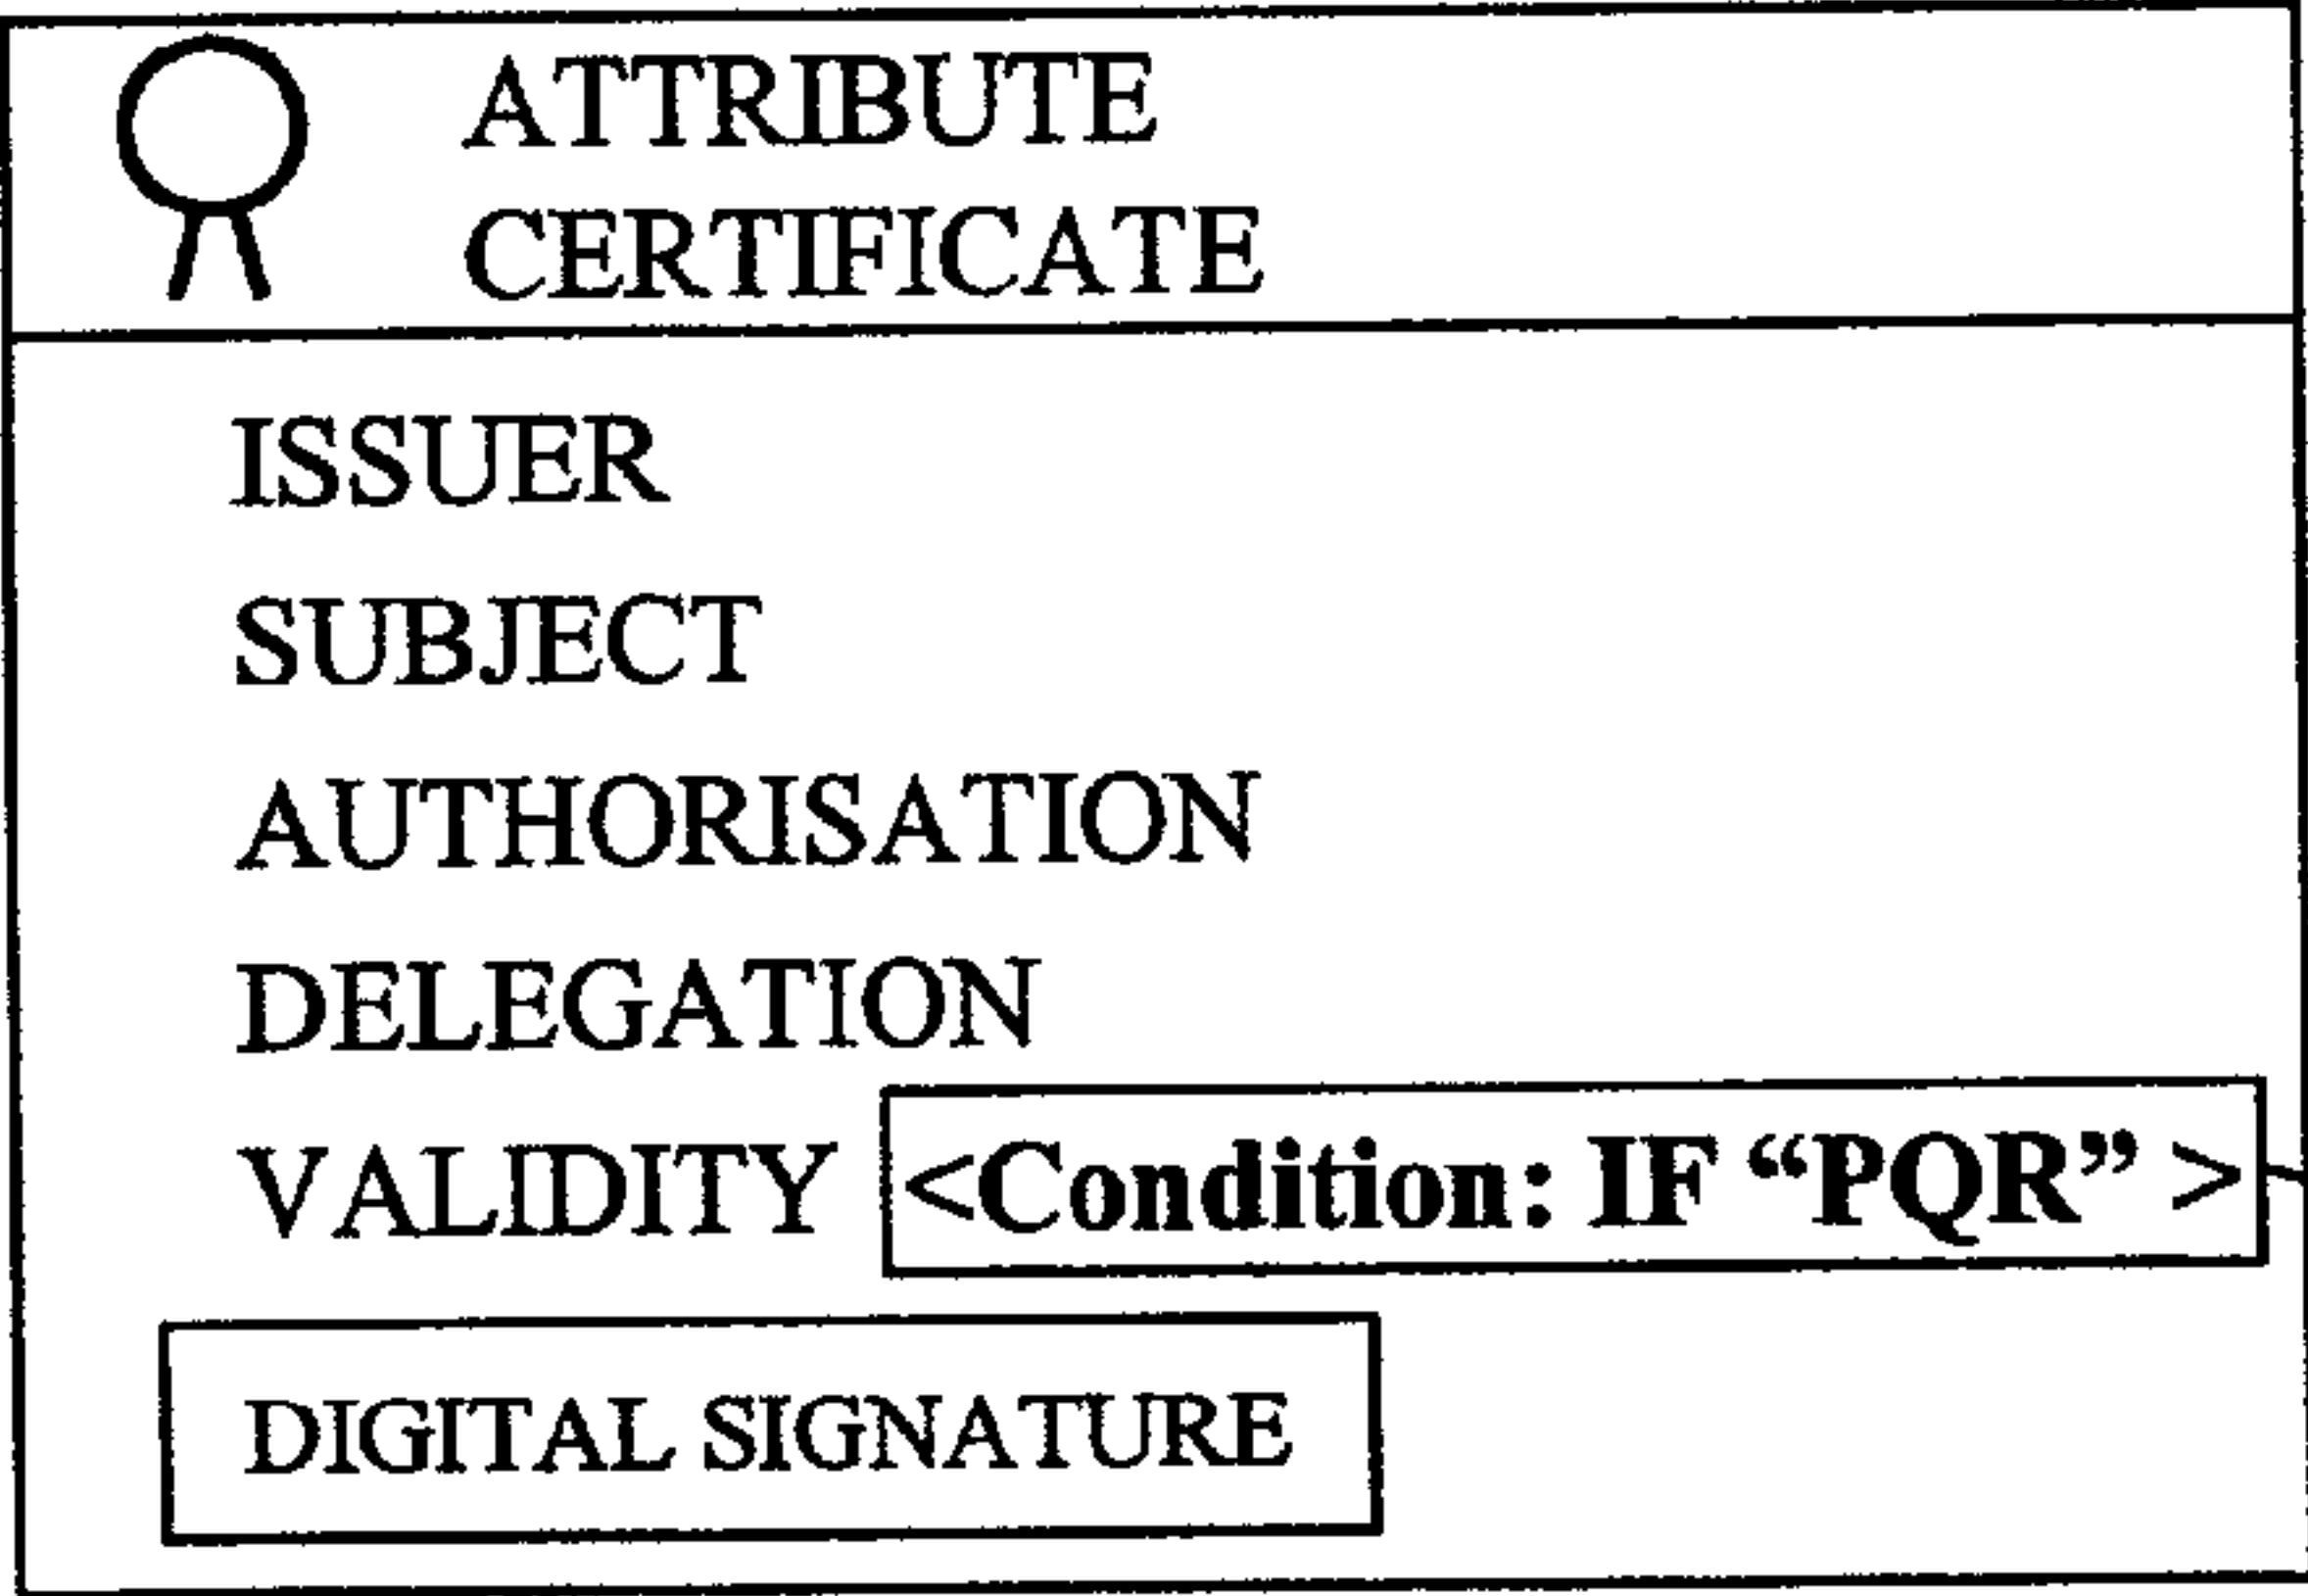 ATTRIBUTE
CERTIFICATE
ISSUER
SUBJECT
AUTHORISATION
DELEGATION
VALIDITY <Condition: IF “PQR” >
DIGITAL SIGNATURE